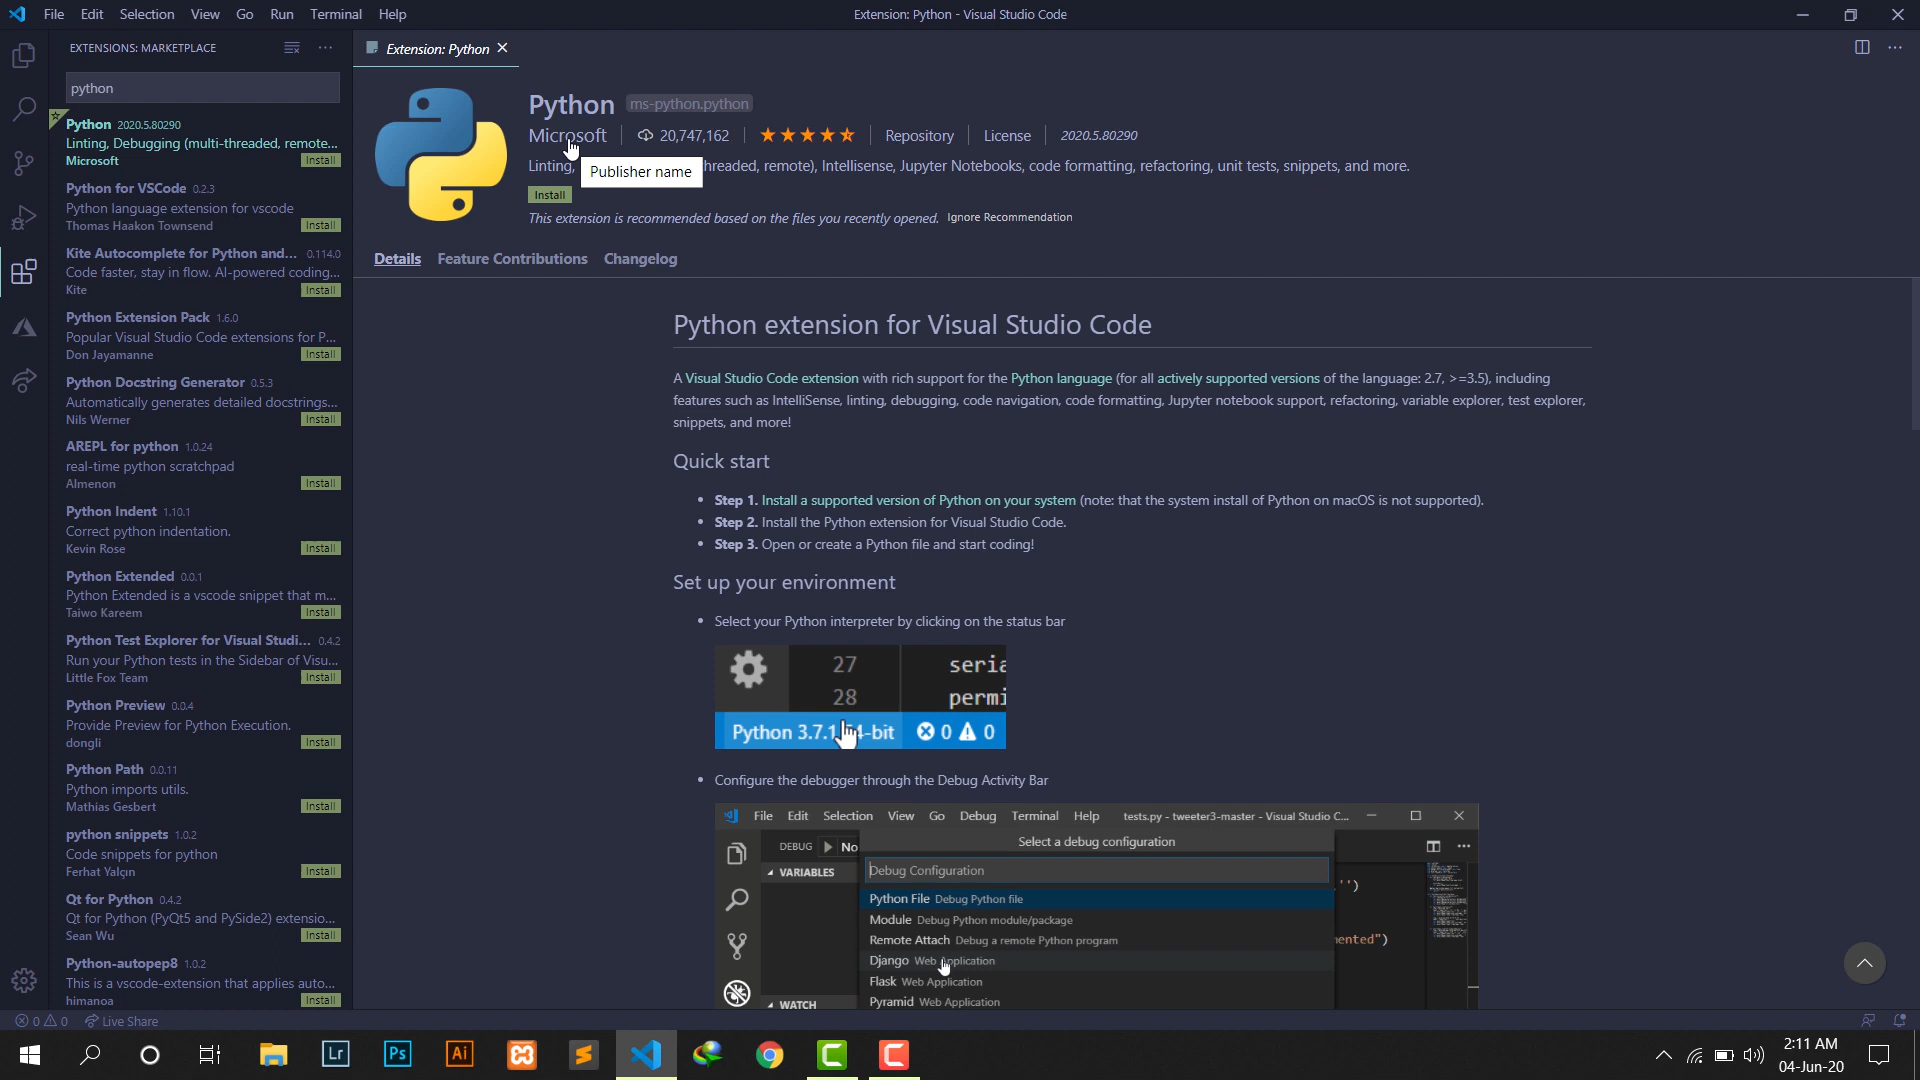 File Edit Selection View Go Run Terminal Help
Extension: Python - Visual Studio Code
EXTENSIONS: MARKETPLACE
python
Python 2020.5.80290
Linting, Debugging (multi-threaded, remote...
Microsoft Install
Python for VSCode 0.2.3
Python language extension for vscode
Thomas Haakon Townsend Install
Kite Autocomplete for Python and... 0.114.0
Code faster, stay in flow. AI-powered coding...
Kite Install
Python Extension Pack 1.6.0
Popular Visual Studio Code extensions for P...
Don Jayamanne Install
Python Docstring Generator 0.5.3
Automatically generates detailed docstrings...
Nils Werner Install
AREPL for python 1.0.24
real-time python scratchpad
Almenon Install
Python Indent 1.10.1
Correct python indentation.
Kevin Rose Install
Python Extended 0.0.1
Python Extended is a vscode snippet that m...
Taiwo Kareem Install
Python Test Explorer for Visual Studi... 0.4.2
Run your Python tests in the Sidebar of Visu...
Little Fox Team Install
Python Preview 0.0.4
Provide Preview for Python Execution.
dongli Install
Python Path 0.0.11
Python imports utils.
Mathias Gesbert Install
python snippets 1.0.2
Code snippets for python
Ferhat Yalçın Install
Qt for Python 0.4.2
Qt for Python (PyQt5 and PySide2) extensio...
Sean Wu Install
Python-autopep8 1.0.2
This is a vscode-extension that applies auto...
himanoa Install
Extension: Python
Python ms-python.python
Microsoft 20,747,162 Repository License 2020.5.80290
Linting, hreaded, remote), Intellisense, Jupyter Notebooks, code formatting, refactoring, unit tests, snippets, and more.
Publisher name
Install
This extension is recommended based on the files you recently opened. Ignore Recommendation
Details Feature Contributions Changelog
Python extension for Visual Studio Code
A Visual Studio Code extension with rich support for the Python language (for all actively supported versions of the language: 2.7, >=3.5), including
features such as IntelliSense, linting, debugging, code navigation, code formatting, Jupyter notebook support, refactoring, variable explorer, test explorer,
snippets, and more!
Quick start
• Step 1. Install a supported version of Python on your system (note: that the system install of Python on macOS is not supported).
• Step 2. Install the Python extension for Visual Studio Code.
• Step 3. Open or create a Python file and start coding!
Set up your environment
• Select your Python interpreter by clicking on the status bar
27 seria
28 permi
Python 3.7.1 4-bit 0 0
• Configure the debugger through the Debug Activity Bar
File Edit Selection View Go Debug Terminal Help tests.py - tweeter3-master - Visual Studio C...
DEBUG No Select a debug configuration
VARIABLES
Debug Configuration
'')
Python File Debug Python file
Module Debug Python module/package
Remote Attach Debug a remote Python program
ented")
Django Web Application
Flask Web Application
Pyramid Web Application
WATCH
0 0 Live Share
Lr Ps Ai
2:11 AM
04-Jun-20